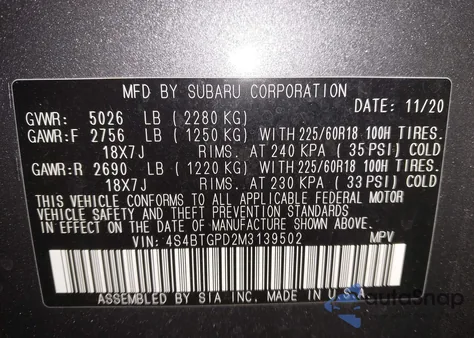 MFD BY SUBARU CORPORATION
DATE: 11/20
GVWR: 5026 LB (2280 KG)
GAWR:F 2756 LB (1250 KG) WITH 225/60R18 100H TIRES.
18X7J RIMS. AT 240 KPA (35 PSI) COLD
GAWR:R 2690 LB (1220 KG) WITH 225/60R18 100H TIRES.
18X7J RIMS. AT 230 KPA (33 PSI) COLD
THIS VEHICLE CONFORMS TO ALL APPLICABLE FEDERAL MOTOR
VEHICLE SAFETY AND THEFT PREVENTION STANDARDS
IN EFFECT ON THE DATE OF MANUFACTURE SHOWN ABOVE.
VIN: 4S4BTGPD2M3139502 MPV
ASSEMBLED BY SIA INC. MADE IN U.S.A.
autoSnap